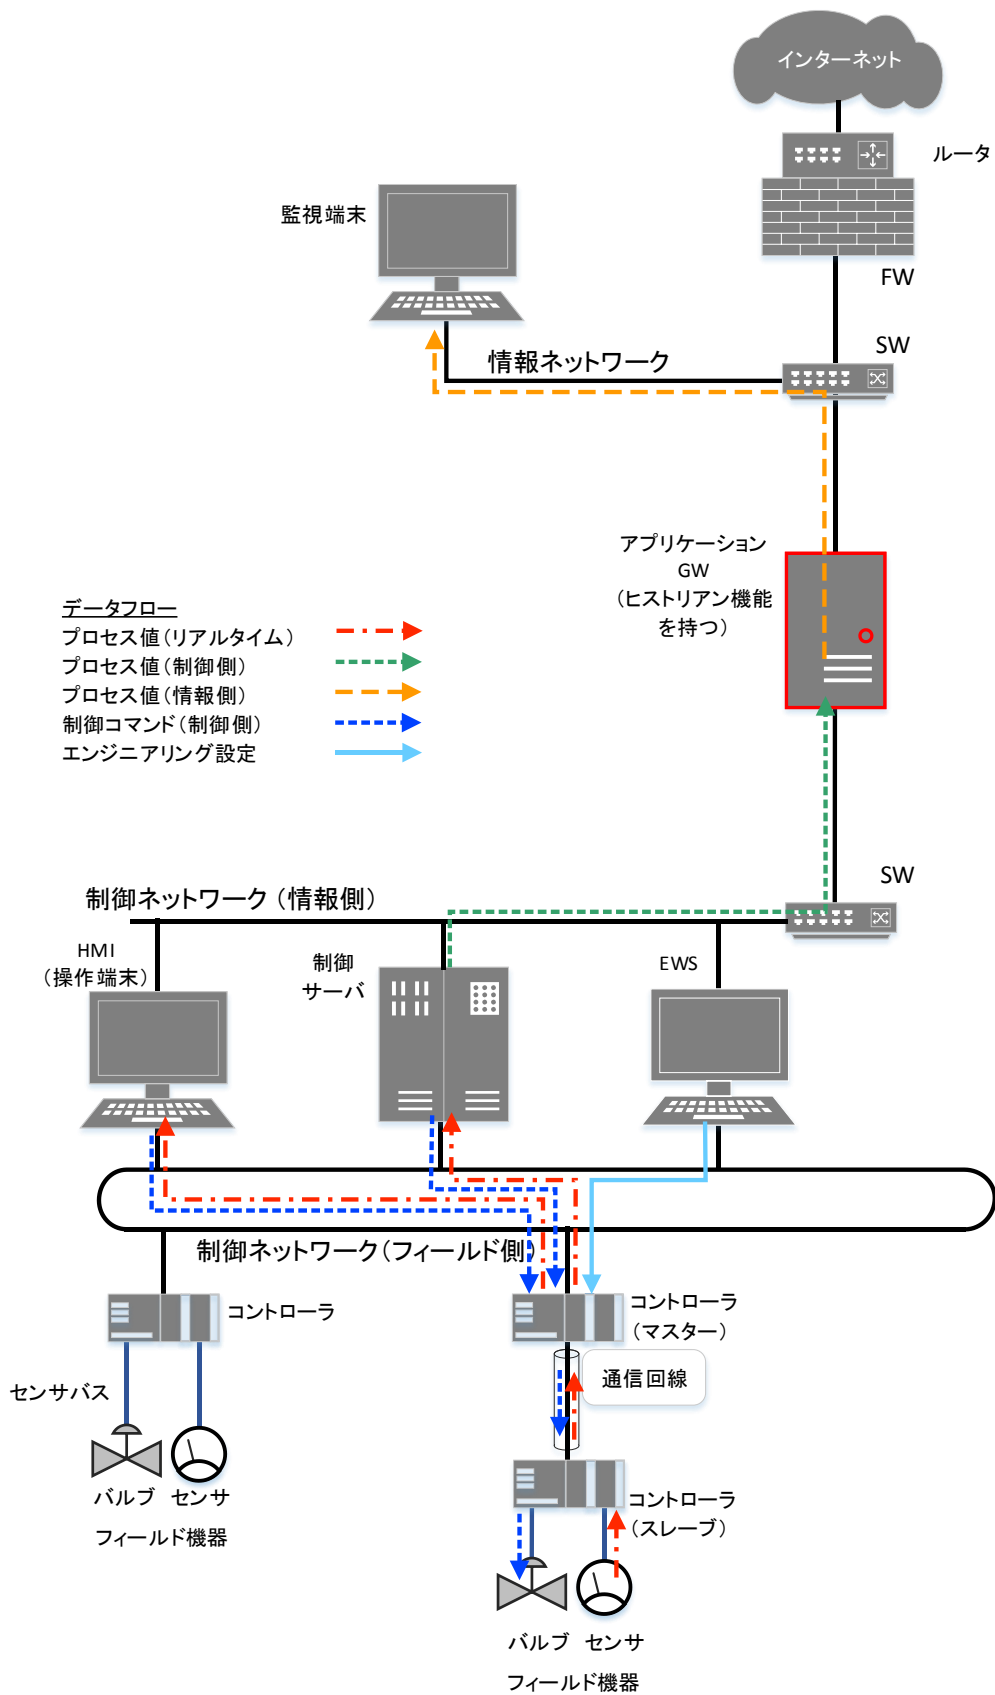 インターネット
ルータ
監視端末
FW
SW
情報ネットワーク
アプリケーション
GW
（ヒストリアン機能
を持つ）
データフロー
プロセス値（リアルタイム）
プロセス値（制御側）
プロセス値（情報側）
制御コマンド（制御側）
エンジニアリング設定
SW
制御ネットワーク（情報側）
HMI
（操作端末）
制御
サーバ
EWS
制御ネットワーク（フィールド側）
コントローラ
コントローラ
（マスター）
通信回線
センサバス
バルブ
センサ
フィールド機器
コントローラ
（スレーブ）
バルブ
センサ
フィールド機器